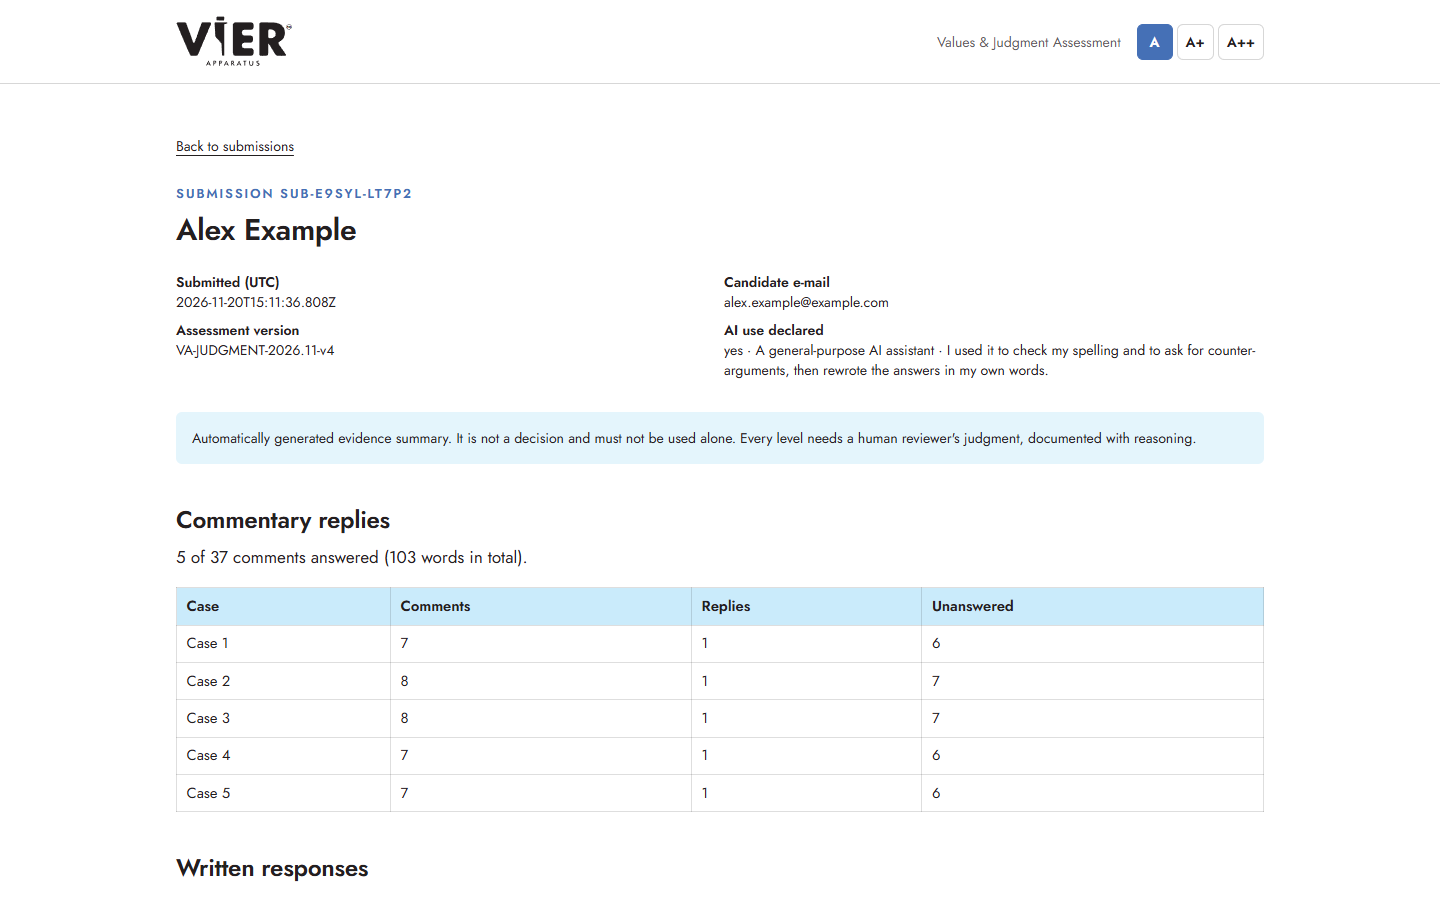 VIER
APPARATUS
Values & Judgment Assessment
A
A+
A++
Back to submissions
SUBMISSION SUB-E9SYL-LT7P2
Alex Example
Submitted (UTC)
2026-11-20T15:11:36.808Z
Candidate e-mail
alex.example@example.com
Assessment version
VA-JUDGMENT-2026.11-v4
AI use declared
yes · A general-purpose AI assistant · I used it to check my spelling and to ask for counter-
arguments, then rewrote the answers in my own words.
Automatically generated evidence summary. It is not a decision and must not be used alone. Every level needs a human reviewer's judgment, documented with reasoning.
Commentary replies
5 of 37 comments answered (103 words in total).
Case Comments Replies Unanswered
Case 1 7 1 6
Case 2 8 1 7
Case 3 8 1 7
Case 4 7 1 6
Case 5 7 1 6
Written responses